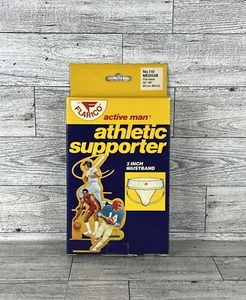 FLARICO
No.110
MEDIUM
active man
athletic
supporter
3 INCH
WAISTBAND